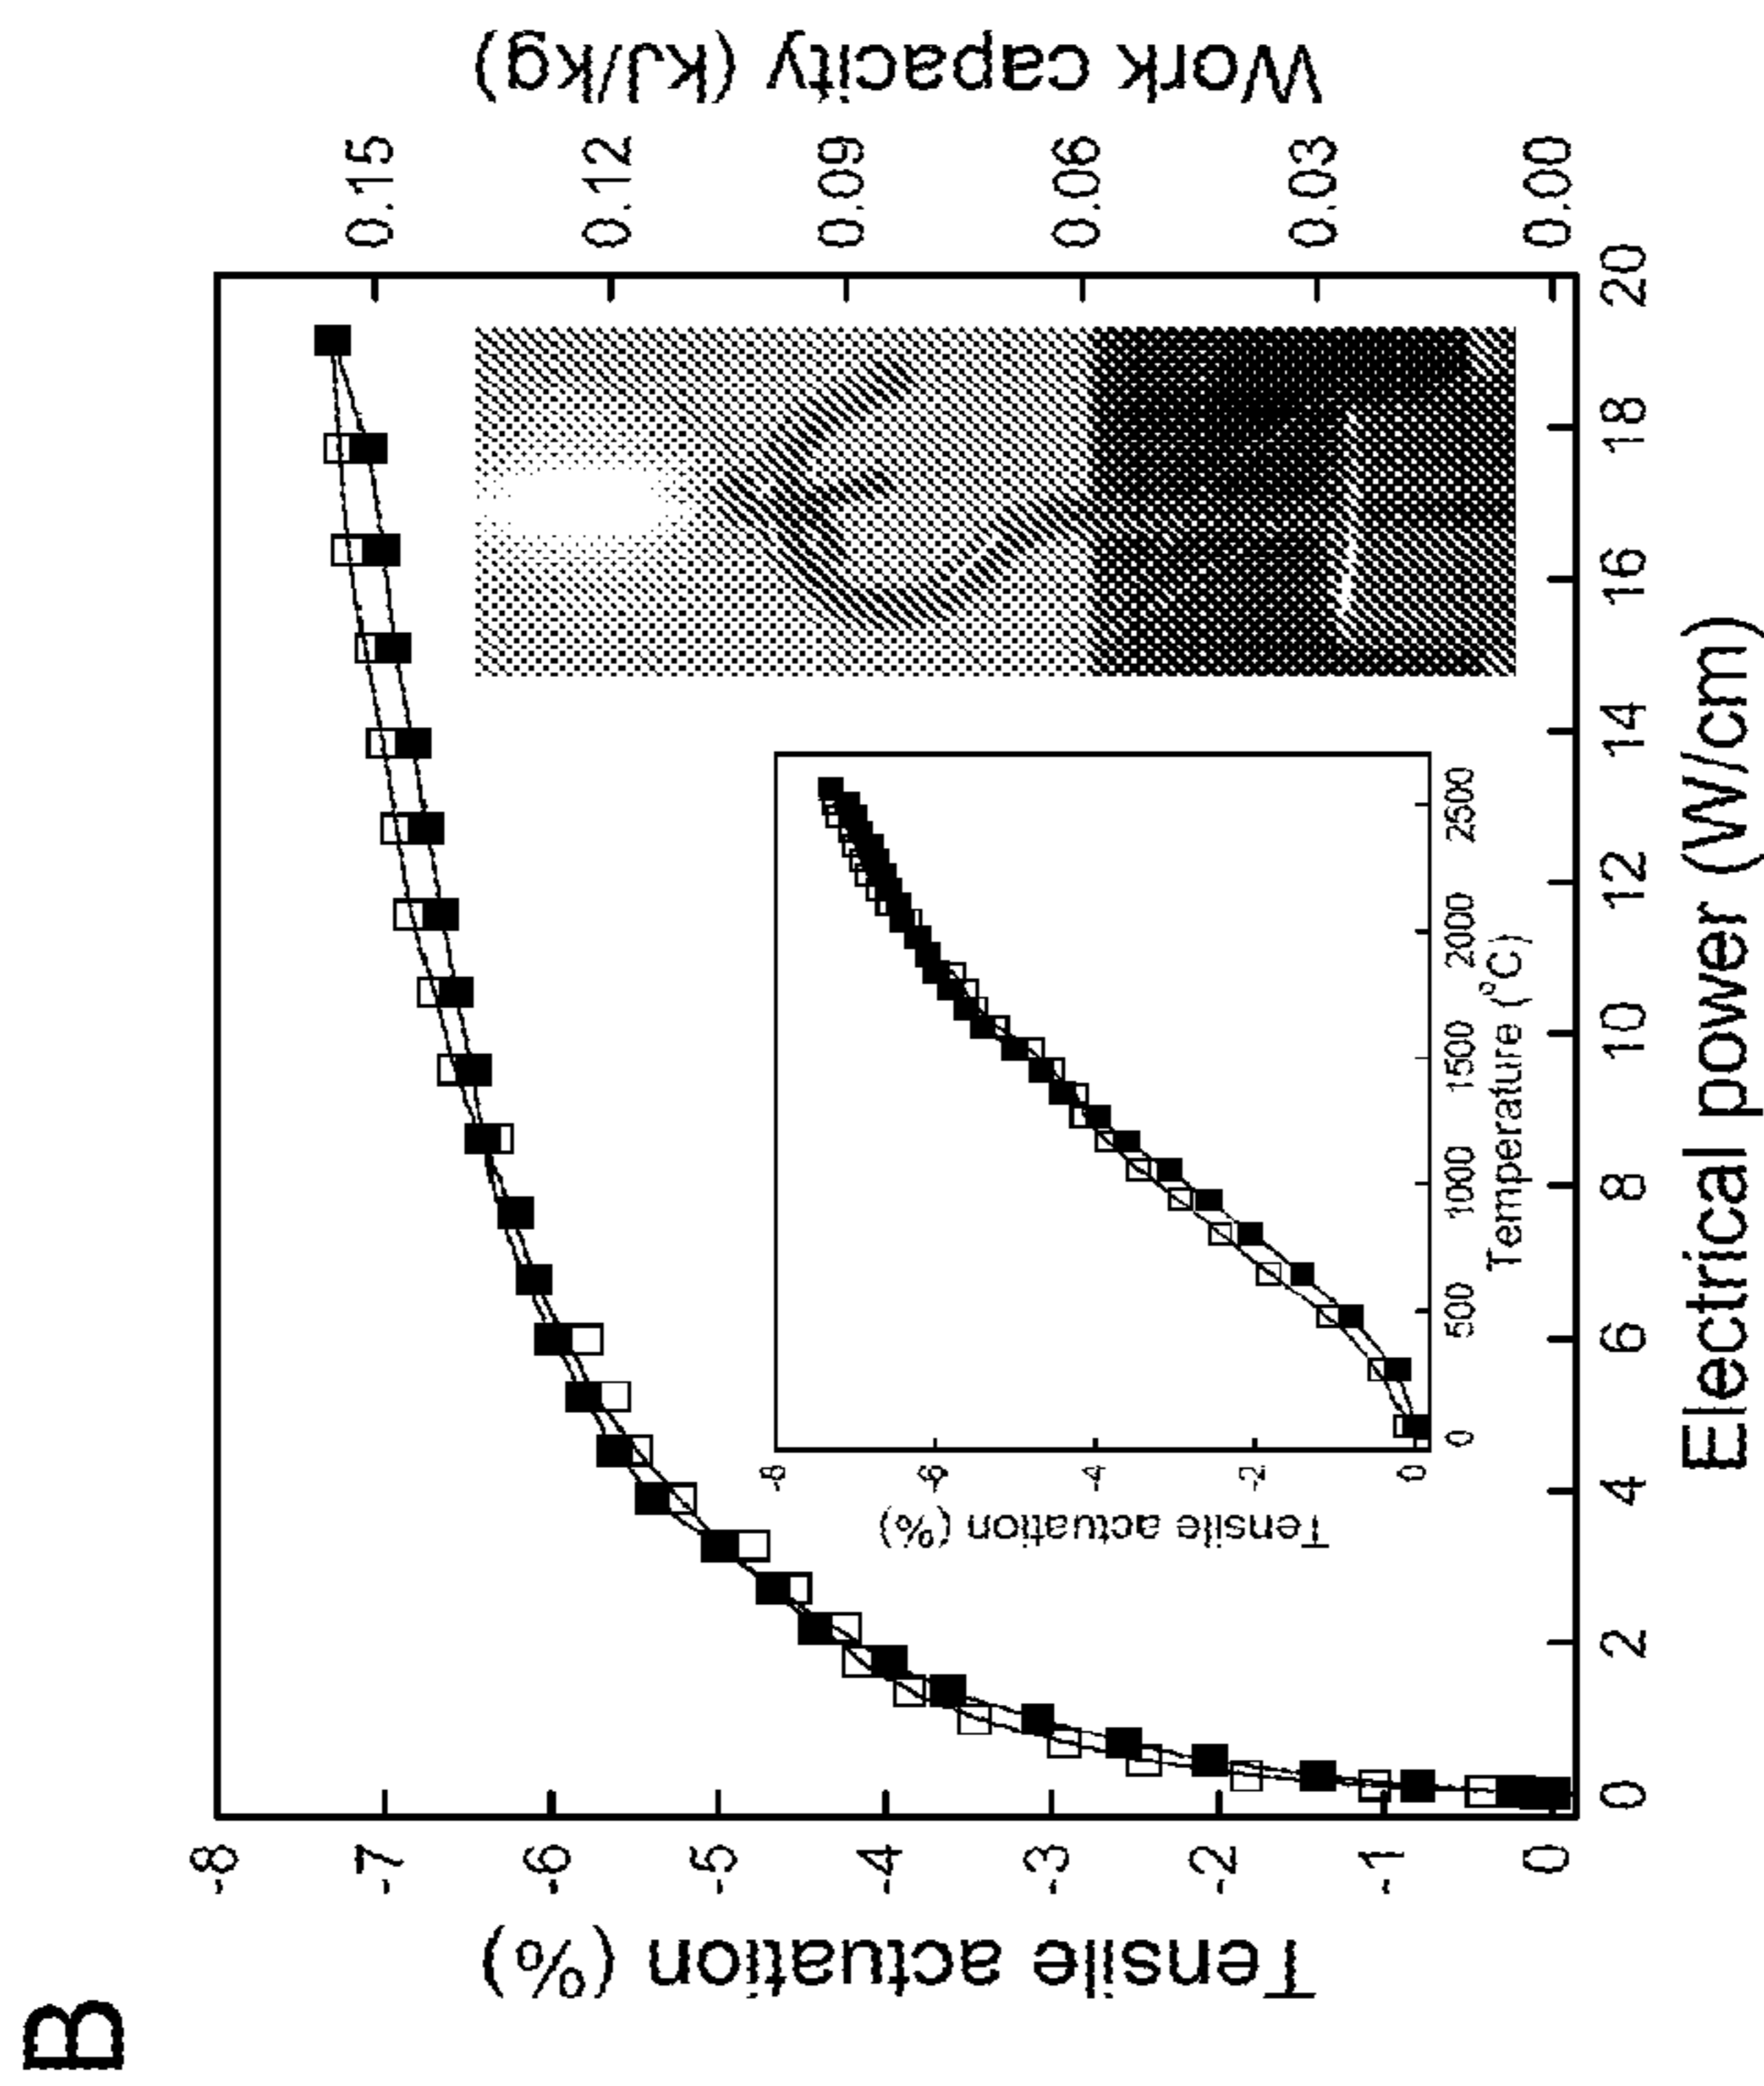 B
Tensile actuation (%)
-8
-7
-6
-5
-4
-3
-2
-1
0
0 2 4 6 8 10 12 14 16 18 20
Electrical power (W/cm)
Work capacity (kJ/kg)
0.15
0.12
0.09
0.06
0.03
0.00
Tensile actuation (%)
-8
-6
-4
-2
0
0 500 1000 1500 2000 2500
Temperature (°C)